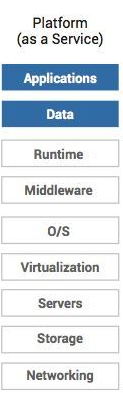 Platform
(as a Service)
Applications
Data
Runtime
Middleware
O/S
Virtualization
Servers
Storage
Networking